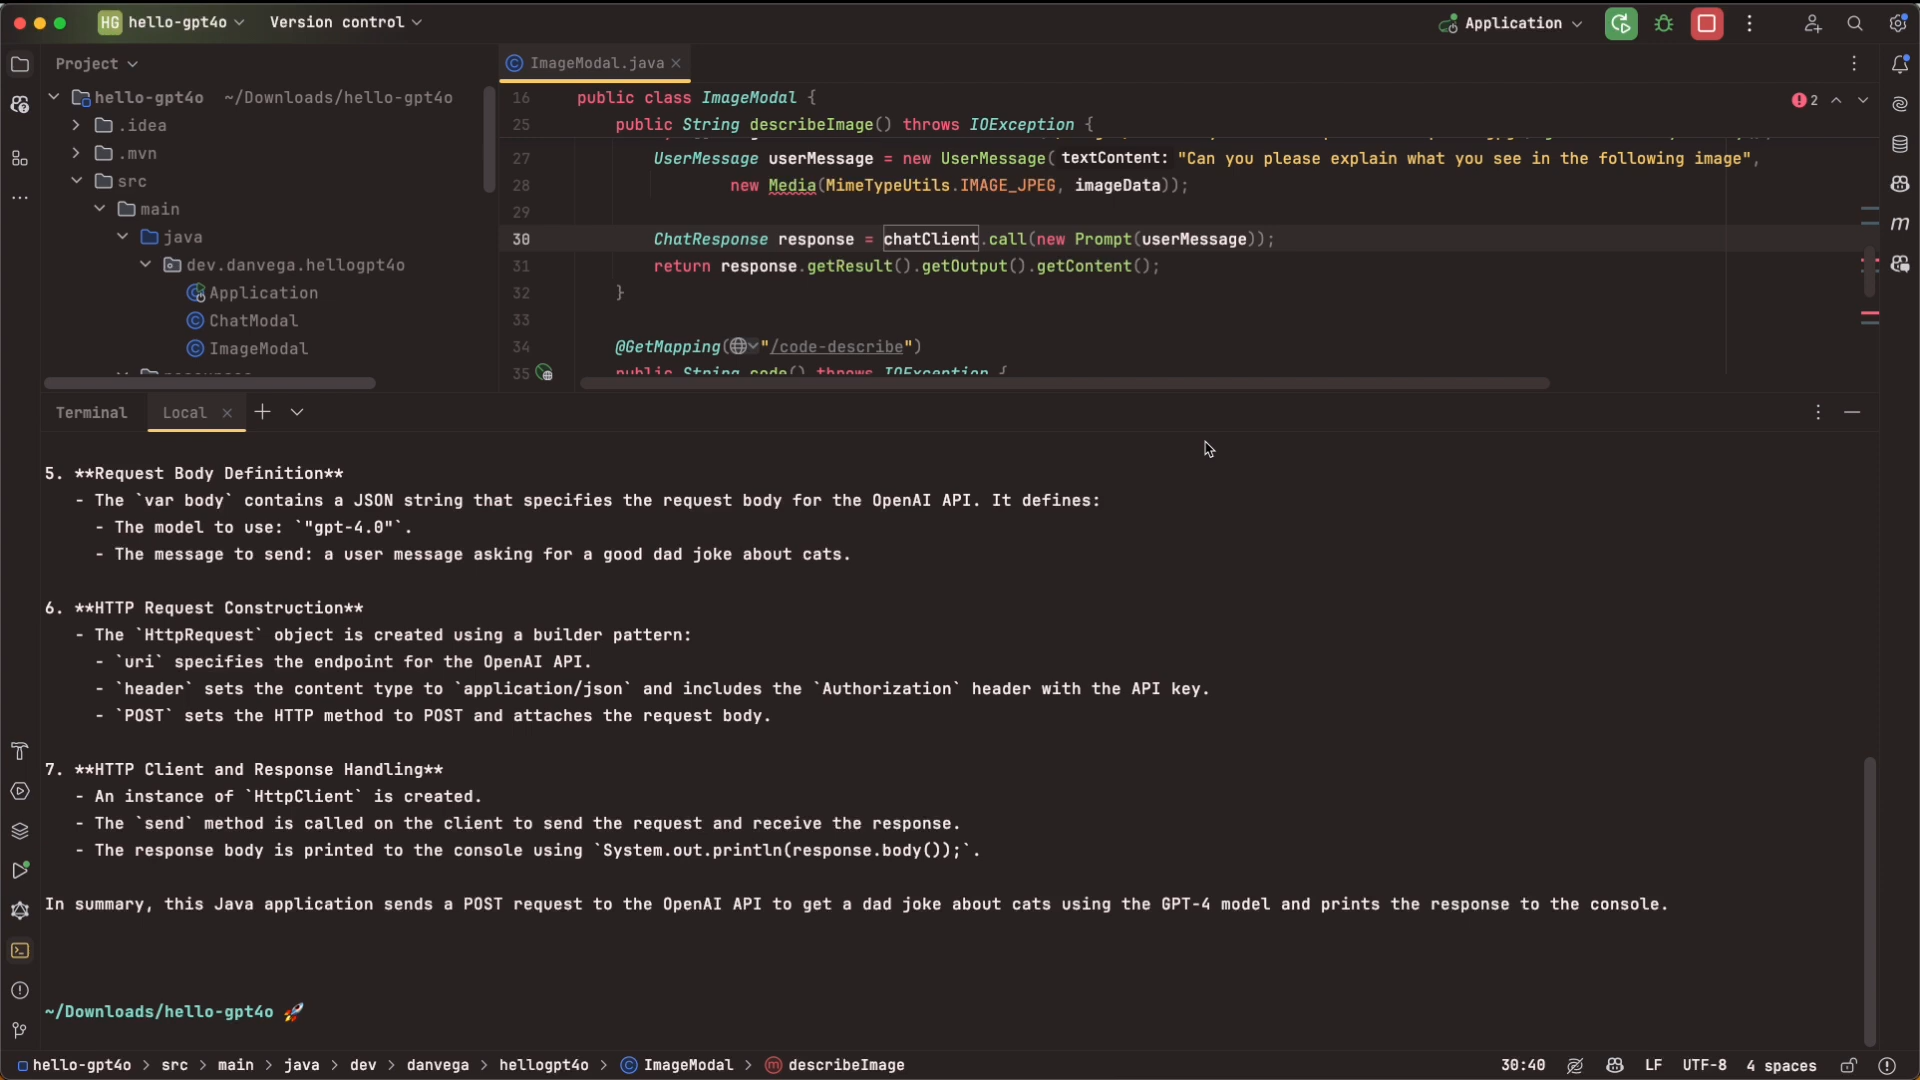 HG hello-gpt4o Version control Application
Project ImageModal.java
hello-gpt4o ~/Downloads/hello-gpt4o
.idea
.mvn
src
main
java
dev.danvega.hellogpt4o
Application
ChatModal
ImageModal
16 public class ImageModal { 2
25 public String describeImage() throws IOException {
27 UserMessage userMessage = new UserMessage( textContent: "Can you please explain what you see in the following image",
28 new Media(MimeTypeUtils.IMAGE_JPEG, imageData));
29
30 ChatResponse response = chatClient.call(new Prompt(userMessage));
31 return response.getResult().getOutput().getContent();
32 }
33
34 @GetMapping("/code-describe")
35 public String code() throws IOException {
Terminal Local
5. **Request Body Definition**
- The `var body` contains a JSON string that specifies the request body for the OpenAI API. It defines:
- The model to use: `"gpt-4.0"`.
- The message to send: a user message asking for a good dad joke about cats.
6. **HTTP Request Construction**
- The `HttpRequest` object is created using a builder pattern:
- `uri` specifies the endpoint for the OpenAI API.
- `header` sets the content type to `application/json` and includes the `Authorization` header with the API key.
- `POST` sets the HTTP method to POST and attaches the request body.
7. **HTTP Client and Response Handling**
- An instance of `HttpClient` is created.
- The `send` method is called on the client to send the request and receive the response.
- The response body is printed to the console using `System.out.println(response.body());`.
In summary, this Java application sends a POST request to the OpenAI API to get a dad joke about cats using the GPT-4 model and prints the response to the console.
~/Downloads/hello-gpt4o 🚀
hello-gpt4o > src > main > java > dev > danvega > hellogpt4o > ImageModal > describeImage 30:40 LF UTF-8 4 spaces